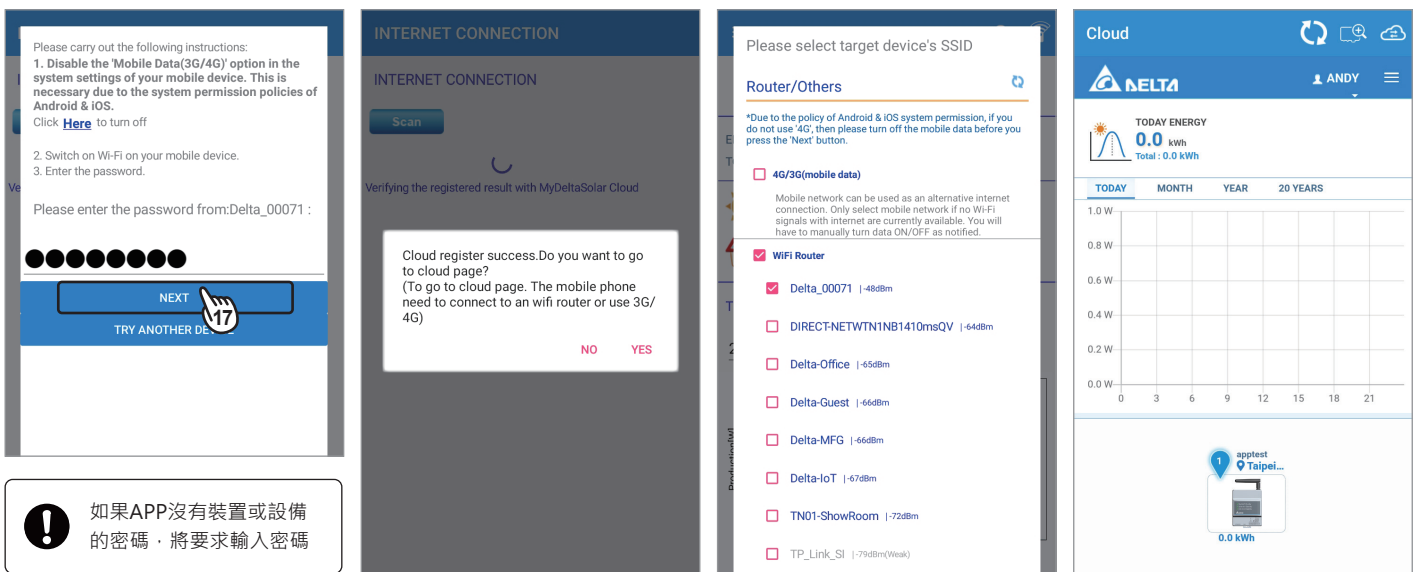 Please carry out the following instructions:
1. Disable the 'Mobile Data(3G/4G)' option in the
system settings of your mobile device. This is
necessary due to the system permission policies of
Android & iOS.
Click Here to turn off
2. Switch on Wi-Fi on your mobile device.
3. Enter the password.
Please enter the password from:Delta_00071 :
NEXT
17
TRY ANOTHER DE
如果APP沒有裝置或設備
的密碼，將要求輸入密碼
INTERNET CONNECTION
INTERNET CONNECTION
Scan
Verifying the registered result with MyDeltaSolar Cloud
Cloud register success.Do you want to go
to cloud page?
(To go to cloud page. The mobile phone
need to connect to an wifi router or use 3G/
4G)
NO YES
Please select target device's SSID
Router/Others
*Due to the policy of Android & iOS system permission, if you
do not use '4G', then please turn off the mobile data before you
press the 'Next' button.
4G/3G(mobile data)
Mobile network can be used as an alternative internet
connection. Only select mobile network if no Wi-Fi
signals with internet are currently available. You will
have to manually turn data ON/OFF as notified.
WiFi Router
Delta_00071 |-48dBm
DIRECT-NETWTN1NB1410msQV |-64dBm
Delta-Office |-65dBm
Delta-Guest |-66dBm
Delta-MFG |-66dBm
Delta-IoT |-67dBm
TN01-ShowRoom |-72dBm
TP_Link_SI |-79dBm(Weak)
Production[W]
Cloud
DELTA
ANDY
TODAY ENERGY
0.0 kWh
Total : 0.0 kWh
TODAY MONTH YEAR 20 YEARS
1.0 W
0.8 W
0.6 W
0.4 W
0.2 W
0.0 W
0 3 6 9 12 15 18 21
1
apptest
Taipei...
0.0 kWh